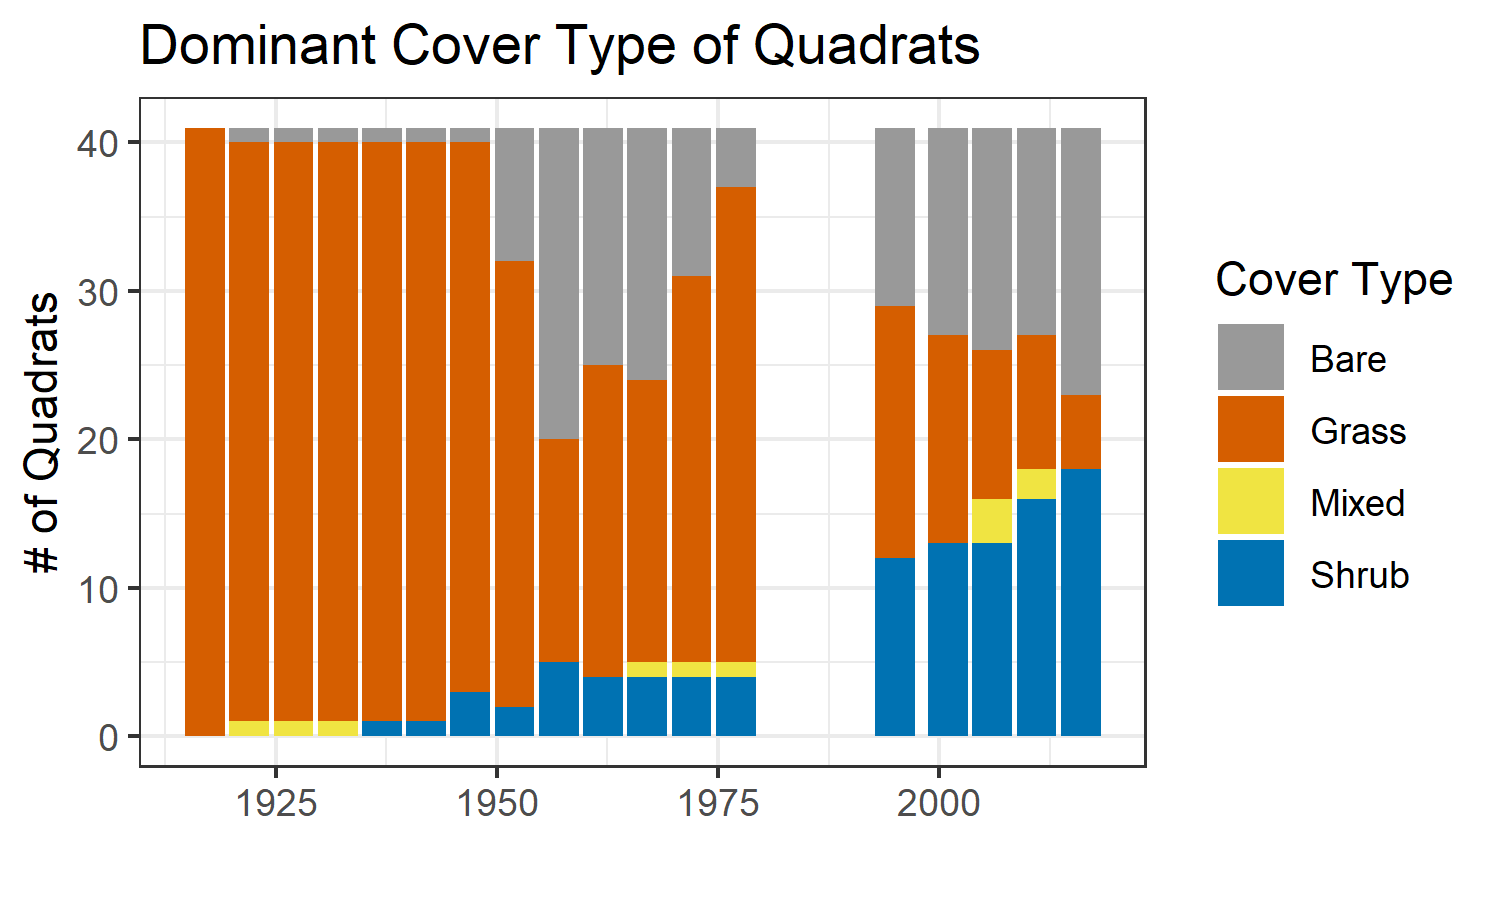 Dominant Cover Type of Quadrats
# of Quadrats
40
30
20
10
0
1925 1950 1975 2000
Cover Type
Bare
Grass
Mixed
Shrub